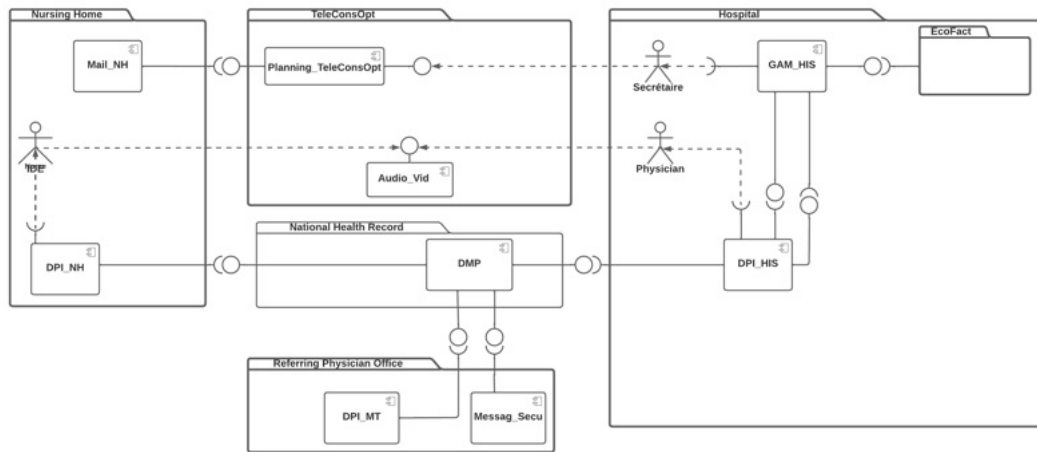 Nursing Home
TeleConsOpt
Hospital
EcoFact
Mail_NH
Planning_TeleConsOpt
GAM_HIS
Secrétaire
IDE
Physician
Audio_Vid
National Health Record
DPI_NH
DMP
DPI_HIS
Referring Physician Office
DPI_MT
Messag_Secu